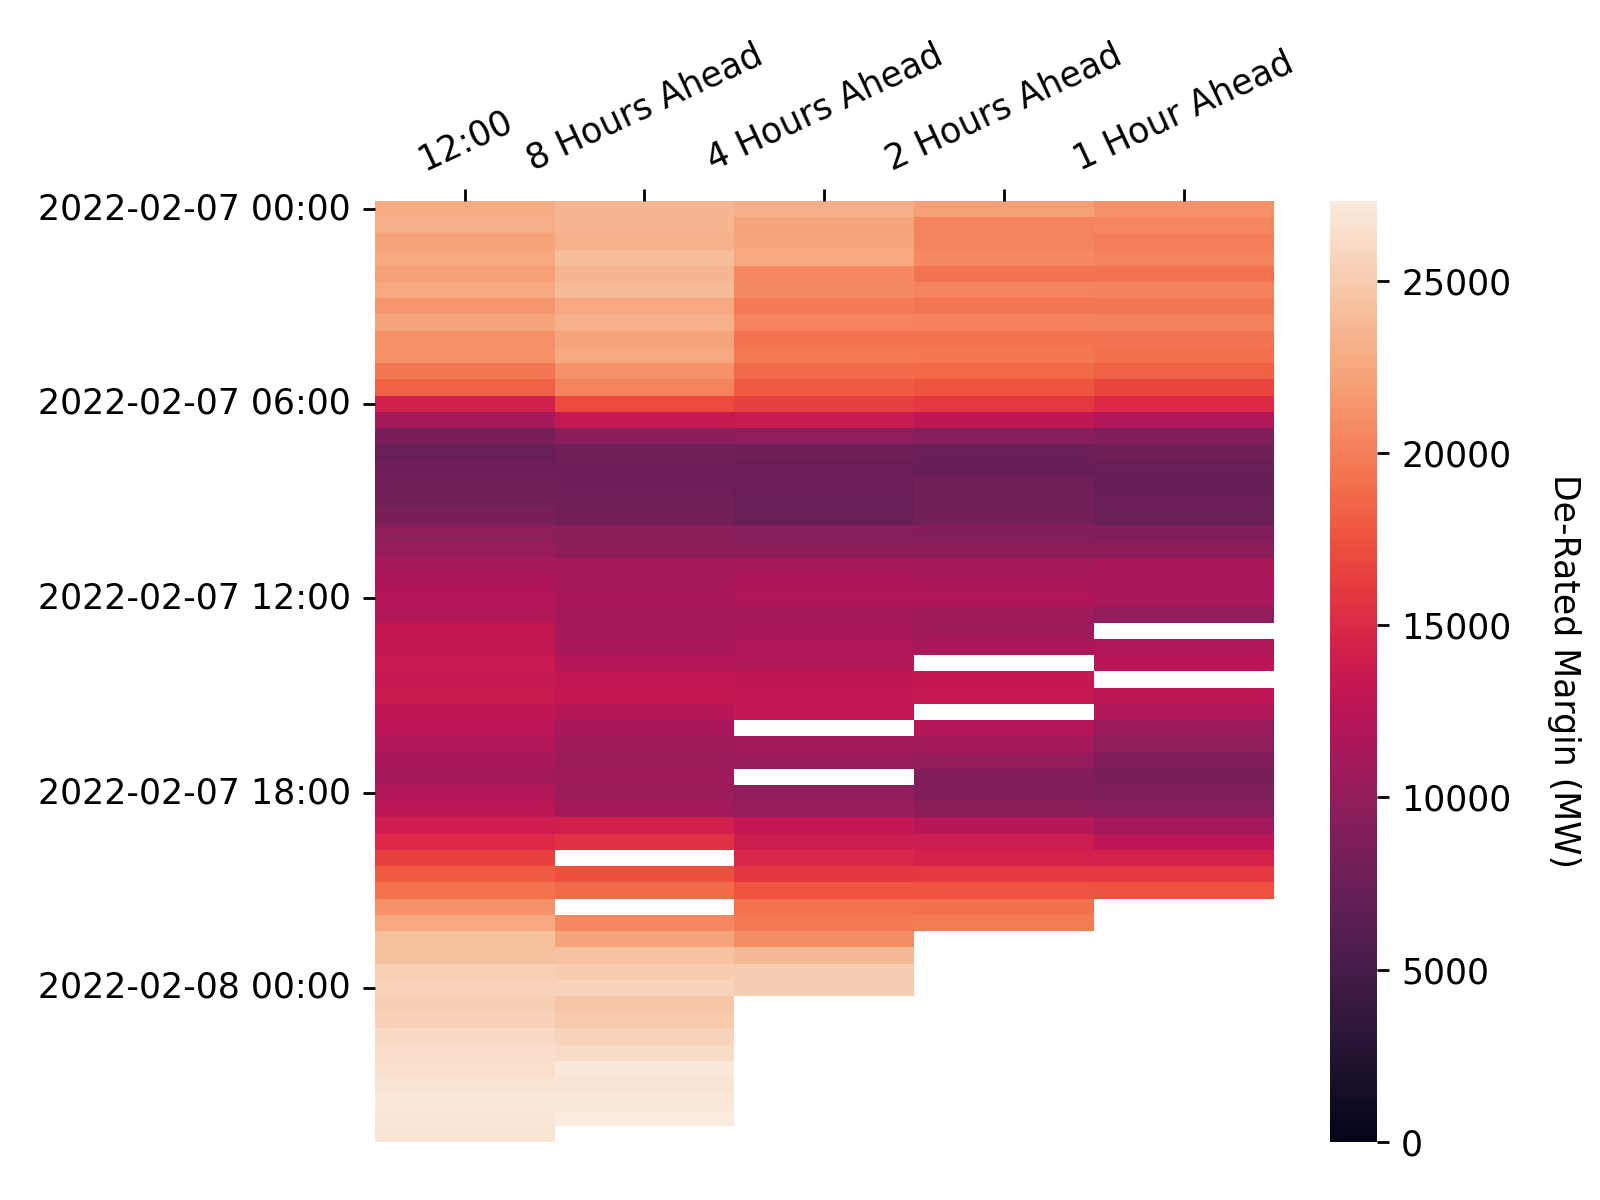 12:00
8 Hours Ahead
4 Hours Ahead
2 Hours Ahead
1 Hour Ahead
2022-02-07 00:00
2022-02-07 06:00
2022-02-07 12:00
2022-02-07 18:00
2022-02-08 00:00
25000
20000
15000
10000
5000
0
De-Rated Margin (MW)